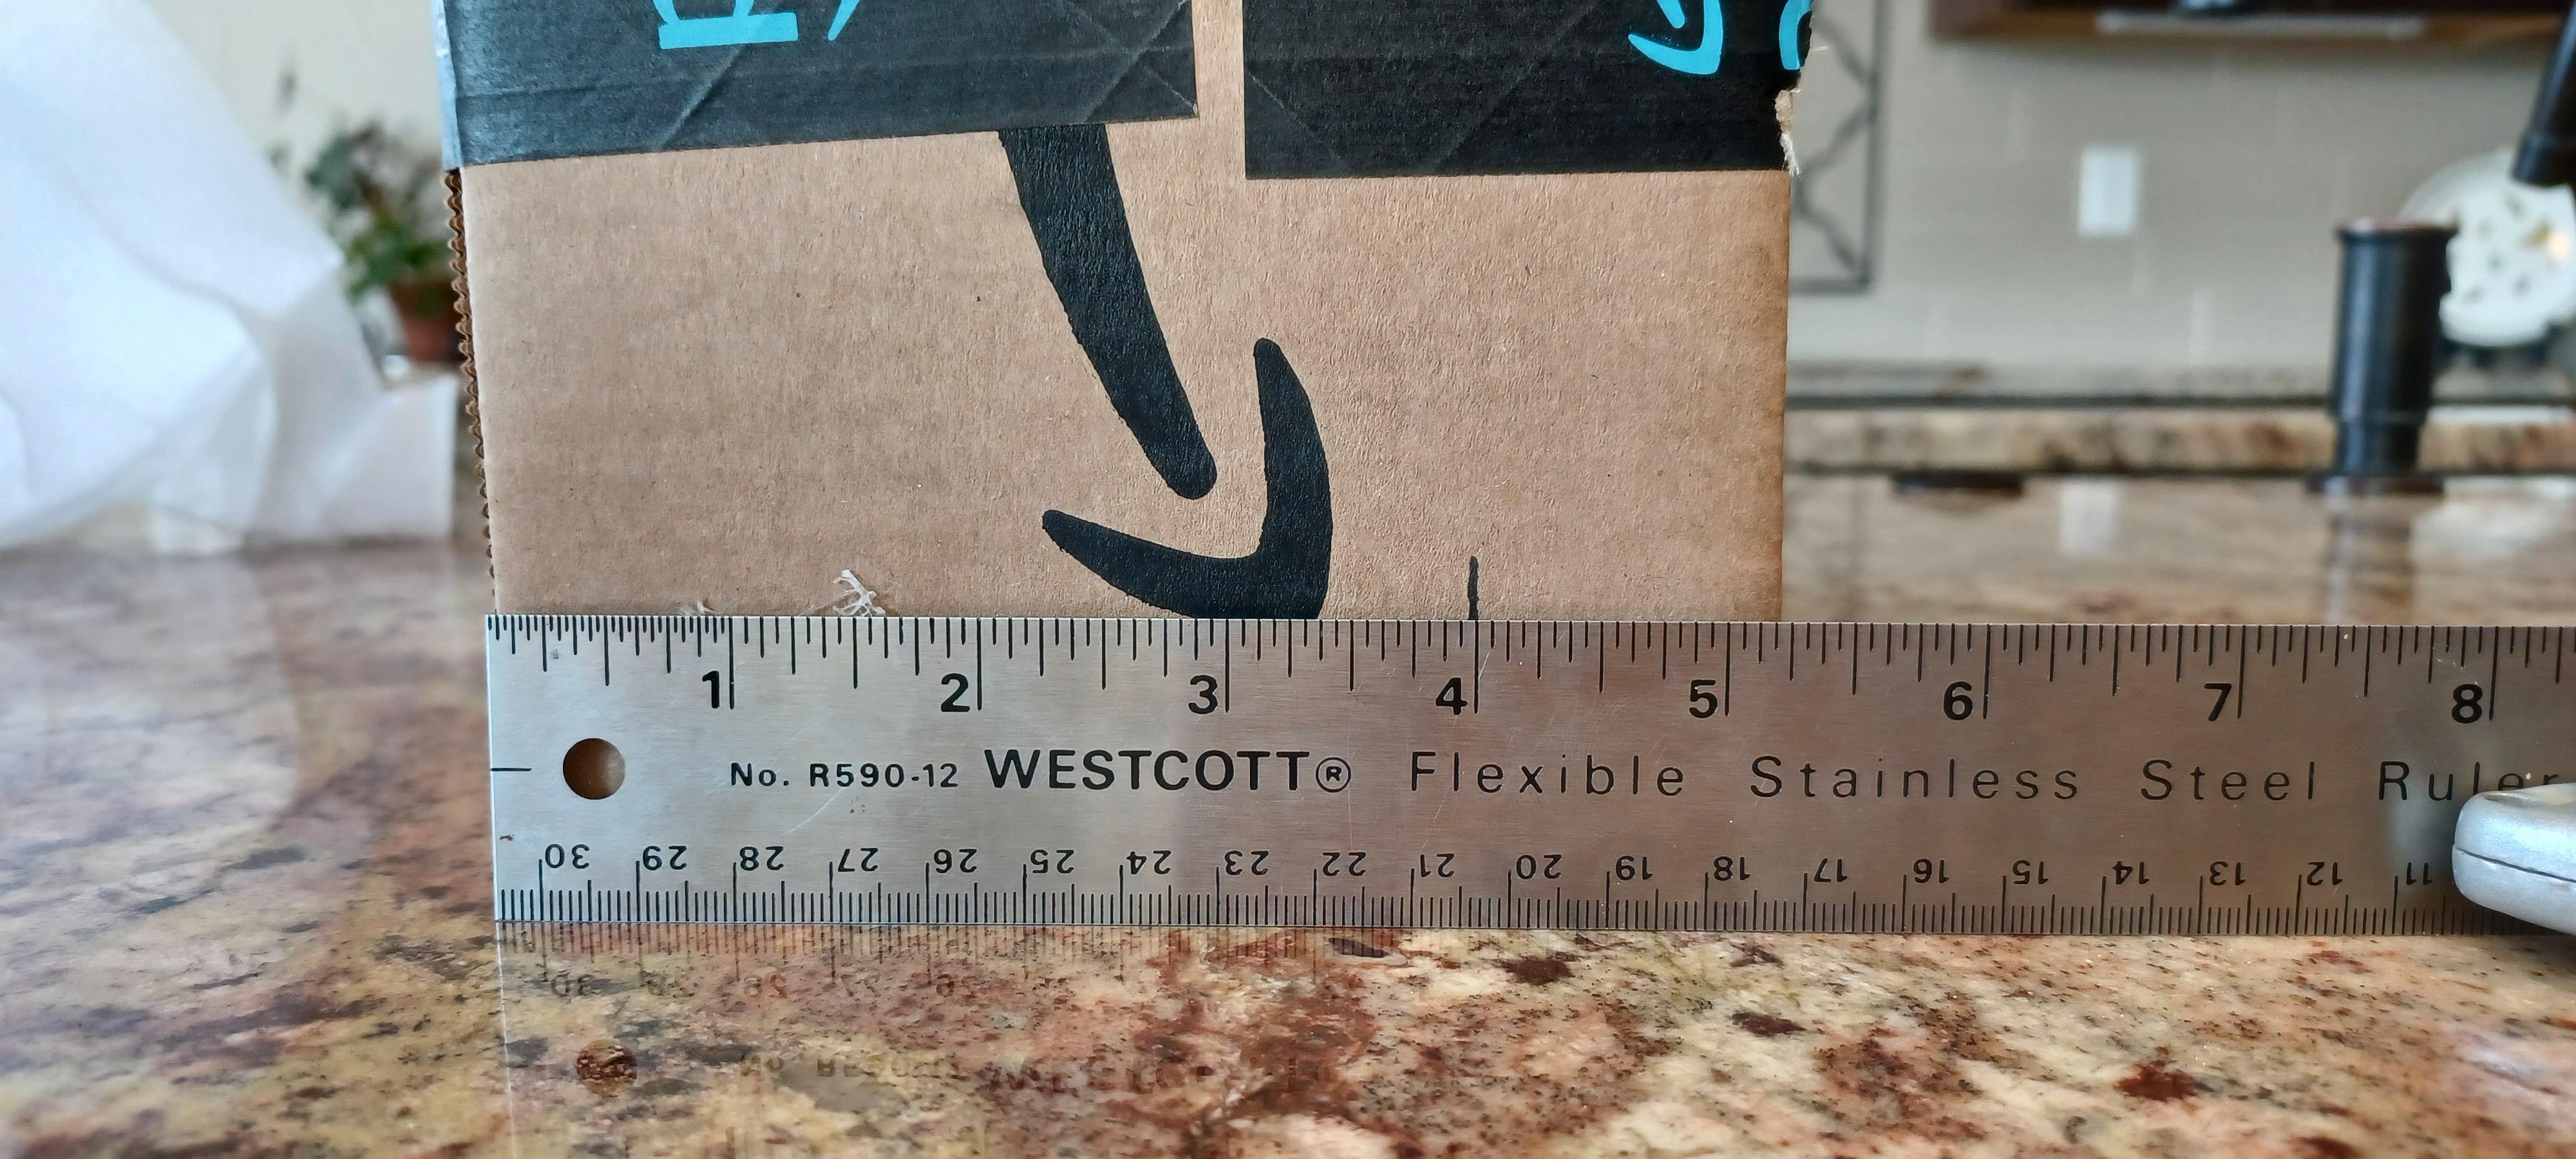 1 2 3 4 5 6 7 8
No. R590-12 WESTCOTT® Flexible Stainless Steel Ruler
30 29 28 27 26 25 24 23 22 21 20 19 18 17 16 15 14 13 12 11